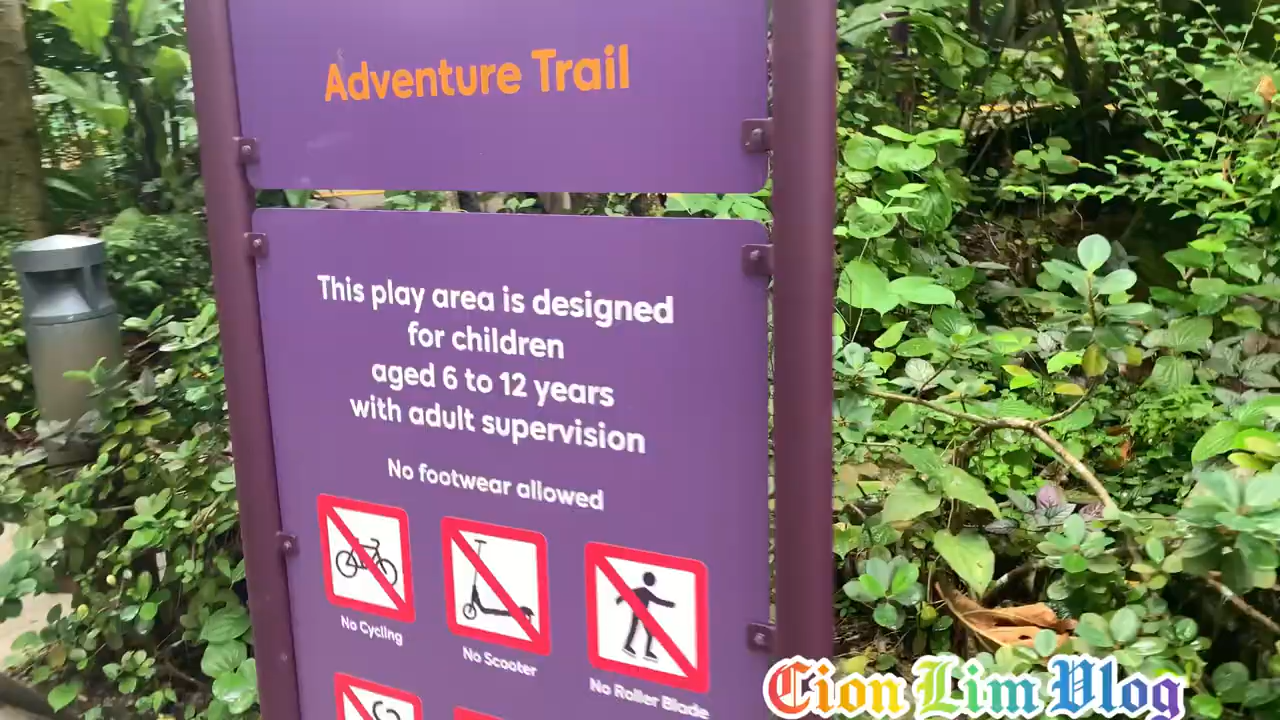 Adventure Trail
This play area is designed
for children
aged 6 to 12 years
with adult supervision
No footwear allowed
No Cycling
No Scooter
No Roller Blade
Cion Lim Vlog